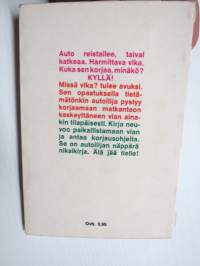 Auto reistailee, taival
katkeaa. Harmittava vika.
Kuka sen korjaa, minäkö?
KYLLÄ!
Missä vika? tulee avuksi.
Sen opastuksella tietä-
mätönkin autoilija pystyy
korjaamaan matkanteon
keskeyttäneen vian aina-
kin tilapäisesti. Kirja neu-
voo paikallistamaan vian
ja antaa korjausohjeita.
Se on autoilijan näppärä
niksikirja. Älä jää tielle!
Ovh. 5,95